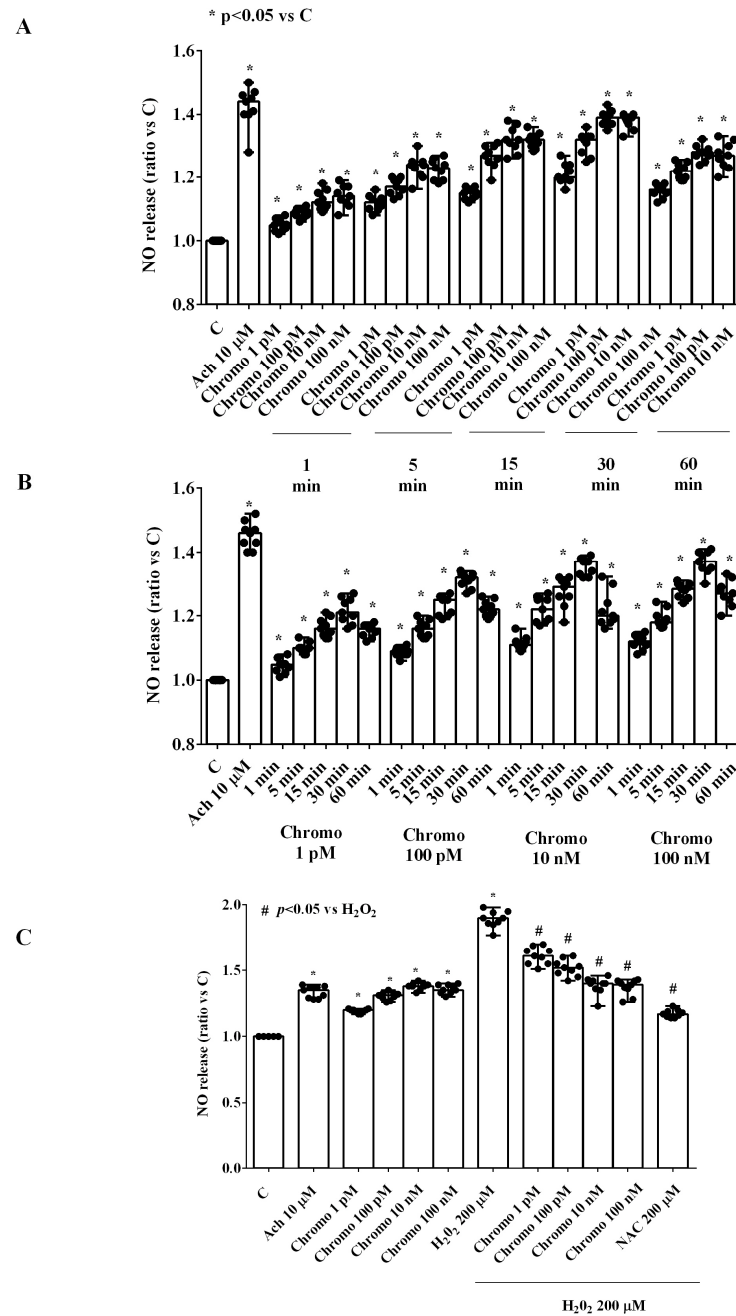 A
* p<0.05 vs C
NO release (ratio vs C)
1.6
1.4
1.2
1.0
0.8
C
Ach 10 µM
Chromo 1 pM
Chromo 100 pM
Chromo 10 nM
Chromo 100 nM
Chromo 1 pM
Chromo 100 pM
Chromo 10 nM
Chromo 100 nM
Chromo 1 pM
Chromo 100 pM
Chromo 10 nM
Chromo 100 nM
Chromo 1 pM
Chromo 100 pM
Chromo 10 nM
Chromo 100 nM
Chromo 1 pM
Chromo 100 pM
Chromo 10 nM
1
min
5
min
15
min
30
min
60
min
B
NO release (ratio vs C)
1.6
1.4
1.2
1.0
0.8
C
Ach 10 µM
1 min
5 min
15 min
30 min
60 min
1 min
5 min
15 min
30 min
60 min
1 min
5 min
15 min
30 min
60 min
1 min
5 min
15 min
30 min
60 min
Chromo
1 pM
Chromo
100 pM
Chromo
10 nM
Chromo
100 nM
C
# p<0.05 vs H₂O₂
NO release (ratio vs C)
2.0
1.5
1.0
0.5
0.0
C
Ach 10 µM
Chromo 1 pM
Chromo 100 pM
Chromo 10 nM
Chromo 100 nM
H₂0₂ 200 µM
Chromo 1 pM
Chromo 100 pM
Chromo 10 nM
Chromo 100 nM
NAC 200 µM
H₂0₂ 200 µM